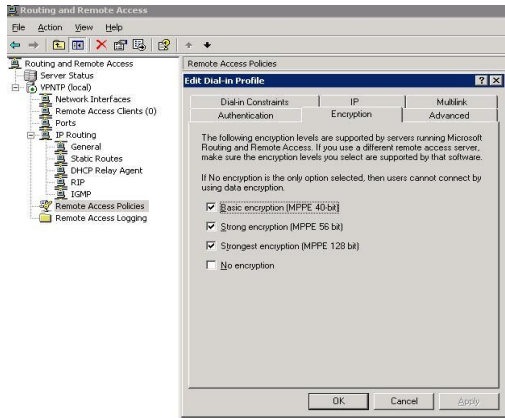 Routing and Remote Access
File Action View Help
Routing and Remote Access
Server Status
VPNTP (local)
Network Interfaces
Remote Access Clients (0)
Ports
IP Routing
General
Static Routes
DHCP Relay Agent
RIP
IGMP
Remote Access Policies
Remote Access Logging
Remote Access Policies
Edit Dial-in Profile
Dial-in Constraints IP Multilink
Authentication Encryption Advanced
The following encryption levels are supported by servers running Microsoft
Routing and Remote Access. If you use a different remote access server,
make sure the encryption levels you select are supported by that software.
If No encryption is the only option selected, then users cannot connect by
using data encryption.
Basic encryption (MPPE 40-bit)
Strong encryption (MPPE 56 bit)
Strongest encryption (MPPE 128 bit)
No encryption
OK Cancel Apply